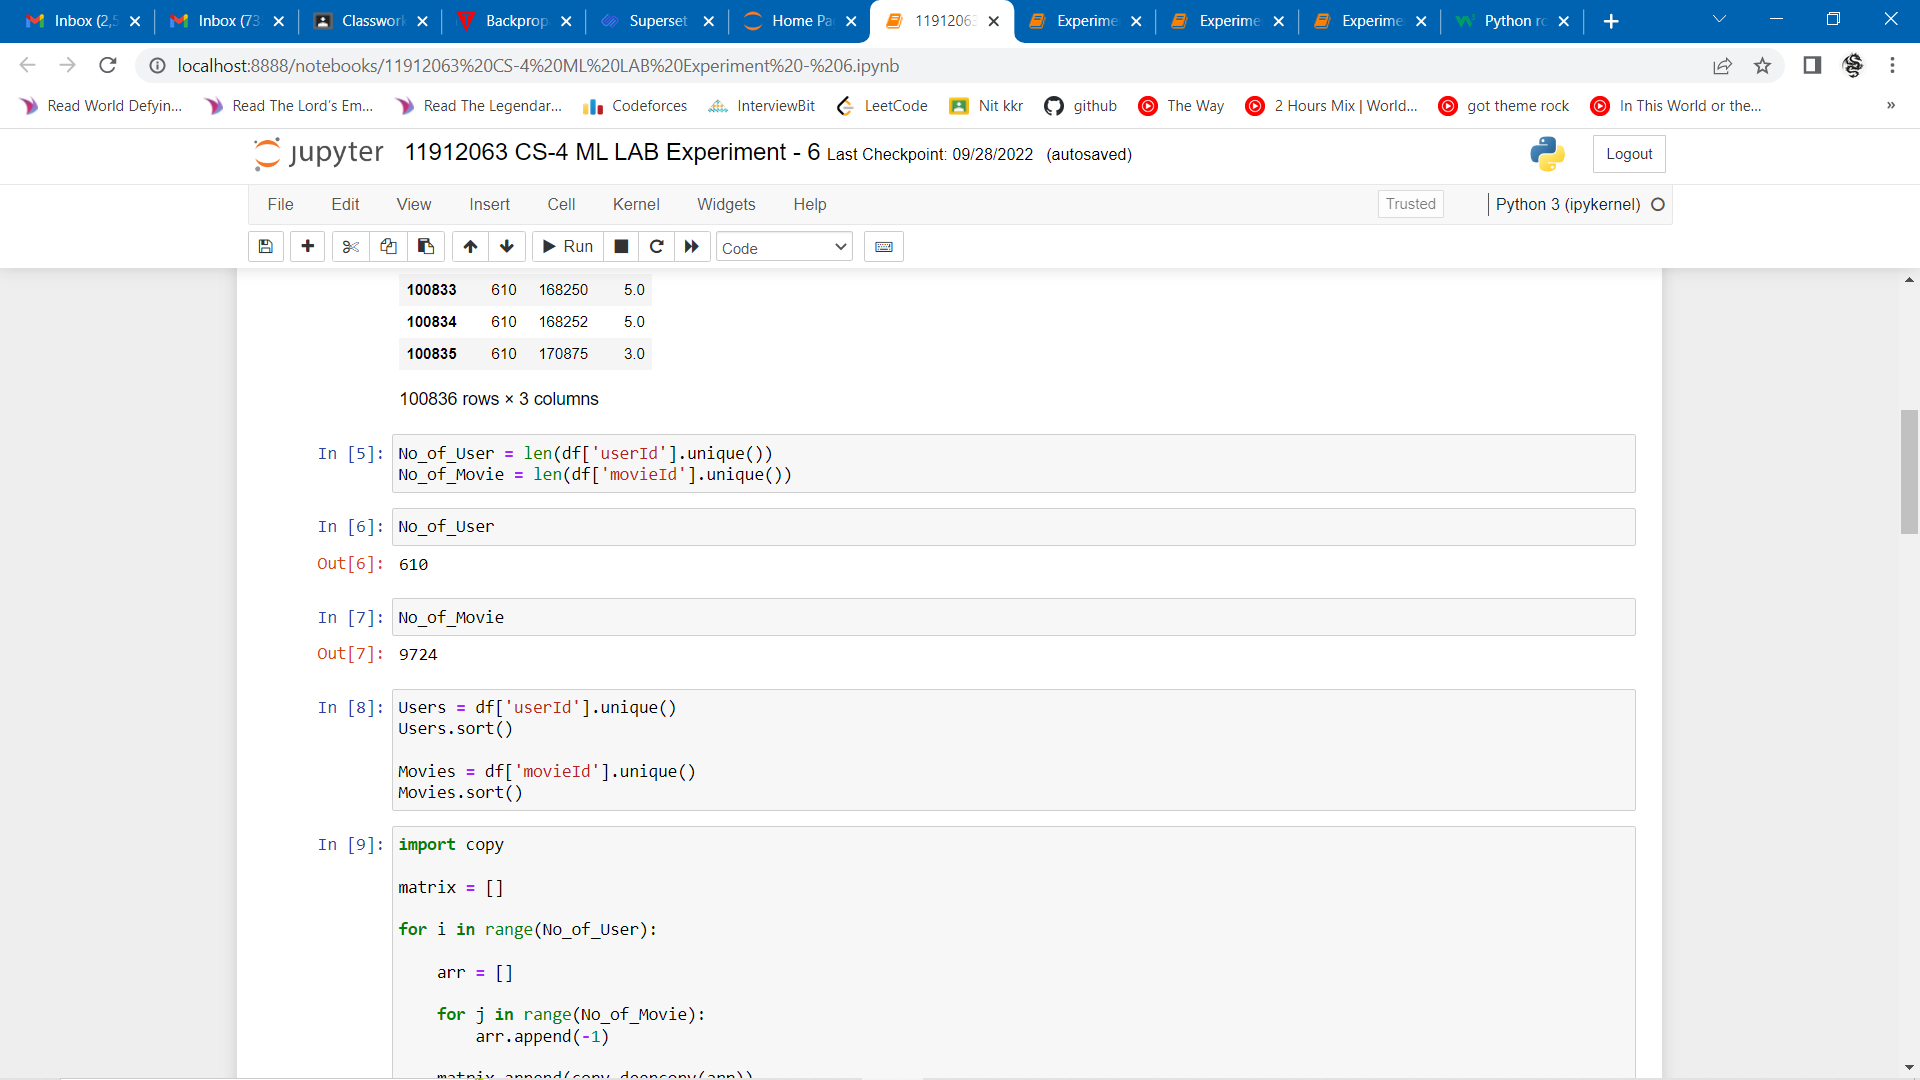 Inbox (2,5
Inbox (73
Classwork
Backprop
Superset
Home Pa
11912063
Experime
Experime
Experime
Python ro
localhost:8888/notebooks/11912063%20CS-4%20ML%20LAB%20Experiment%20-%206.ipynb
Read World Defyin...
Read The Lord's Em...
Read The Legendar...
Codeforces
InterviewBit
LeetCode
Nit kkr
github
The Way
2 Hours Mix | World...
got theme rock
In This World or the...
»
jupyter 11912063 CS-4 ML LAB Experiment - 6 Last Checkpoint: 09/28/2022 (autosaved)
Logout
File Edit View Insert Cell Kernel Widgets Help
Trusted
Python 3 (ipykernel)
Run
Code
100833 610 168250 5.0
100834 610 168252 5.0
100835 610 170875 3.0
100836 rows × 3 columns
In [5]: No_of_User = len(df['userId'].unique())
No_of_Movie = len(df['movieId'].unique())
In [6]: No_of_User
Out[6]: 610
In [7]: No_of_Movie
Out[7]: 9724
In [8]: Users = df['userId'].unique()
Users.sort()
Movies = df['movieId'].unique()
Movies.sort()
In [9]: import copy
matrix = []
for i in range(No_of_User):
arr = []
for j in range(No_of_Movie):
arr.append(-1)
matrix.append(copy.deepcopy(arr))